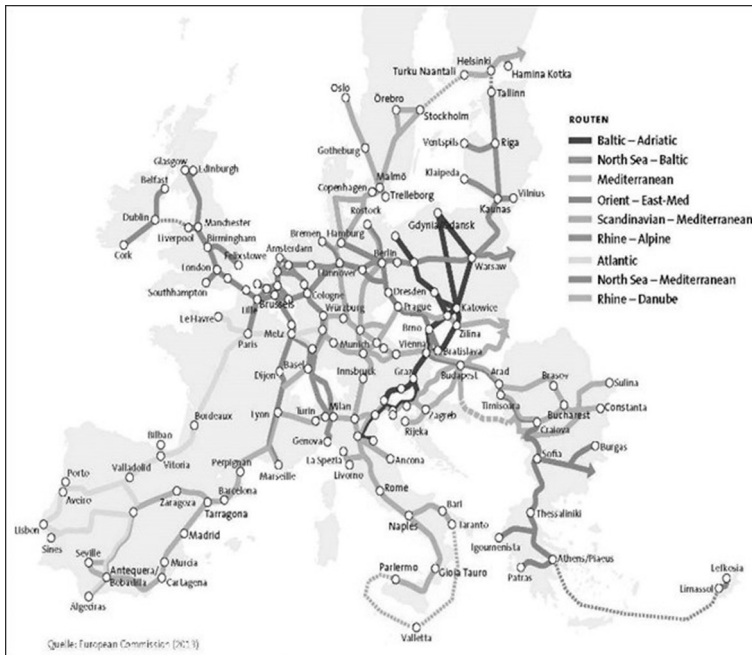 Helsinki
Turku Naantali
Hamina Kotka
Oslo
Örebro
Tallinn
Stockholm
ROUTEN
Baltic – Adriatic
North Sea – Baltic
Mediterranean
Orient – East-Med
Scandinavian – Mediterranean
Rhine – Alpine
Atlantic
North Sea – Mediterranean
Rhine – Danube
Ventspils
Riga
Gotheburg
Glasgow
Edinburgh
Klaipeda
Malmö
Belfast
Copenhagen
Trelleborg
Vilnius
Kaunas
Rostock
Dublin
Manchester
Gdynia
Gdansk
Liverpool
Birmingham
Bremen
Hamburg
Cork
Felixstowe
Amsterdam
Berlin
Warsaw
London
Hannover
Southampton
Cologne
Dresden
Brussels
Katowice
Le Havre
Lille
Würzburg
Prague
Paris
Metz
Brno
Zilina
Munich
Vienna
Bratislava
Dijon
Basel
Innsbruck
Graz
Budapest
Arad
Brasov
Sulina
Timisoara
Lyon
Turin
Milan
Zagreb
Bucharest
Constanta
Bordeaux
Rijeka
Craiova
Genova
Bilbao
Vitoria
La Spezia
Ancona
Sofia
Burgas
Porto
Valladolid
Perpignan
Marseille
Livorno
Aveiro
Zaragoza
Barcelona
Rome
Tarragona
Bari
Lisbon
Madrid
Naples
Taranto
Thessaliniki
Sines
Igoumenista
Seville
Murcia
Parlermo
Gioia Tauro
Athens/Piaeus
Antequera/
Bobadilla
Cartagena
Patras
Lefkosia
Limassol
Algedras
Valletta
Quelle: European Commission (2013)